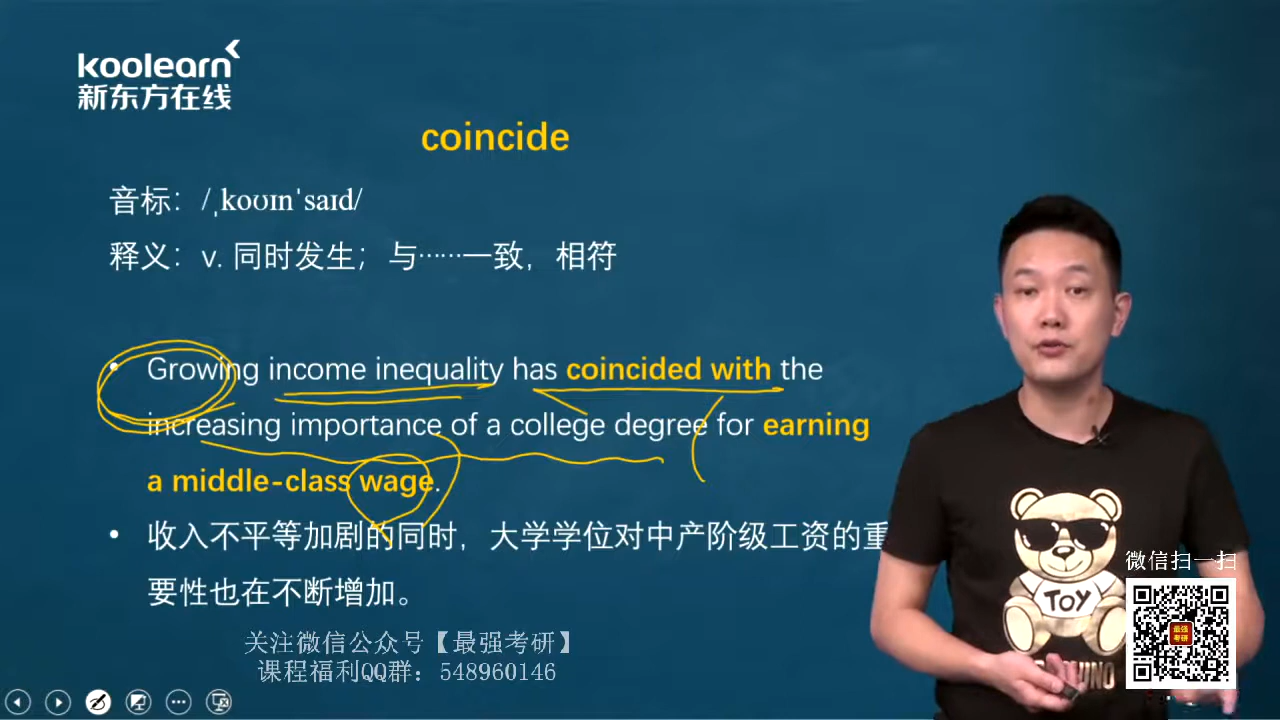 koolearn
新东方在线
coincide
音标：/ˌkoʊɪnˈsaɪd/
释义：v. 同时发生；与……一致，相符
• Growing income inequality has coincided with the
increasing importance of a college degree for earning
a middle-class wage.
• 收入不平等加剧的同时，大学学位对中产阶级工资的重
要性也在不断增加。
TOY
微信扫一扫
最强
考研
关注微信公众号【最强考研】
课程福利QQ群：548960146